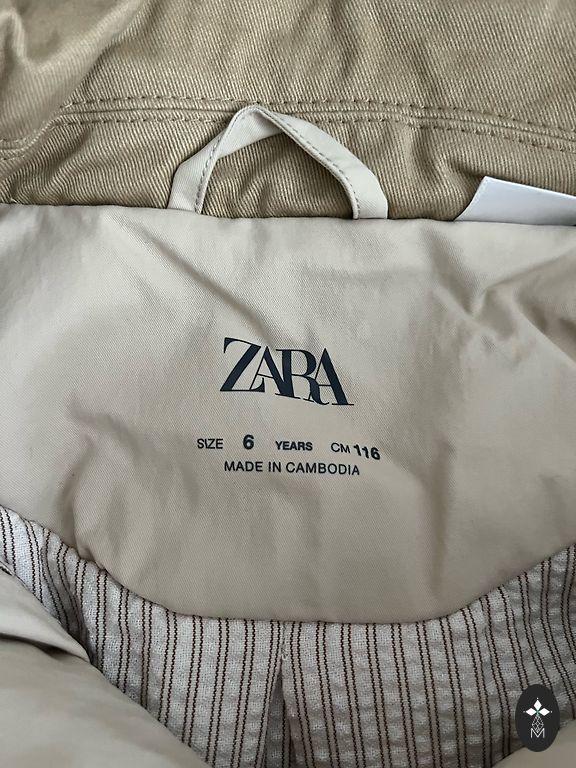 ZARA
SIZE 6 YEARS CM 116
MADE IN CAMBODIA